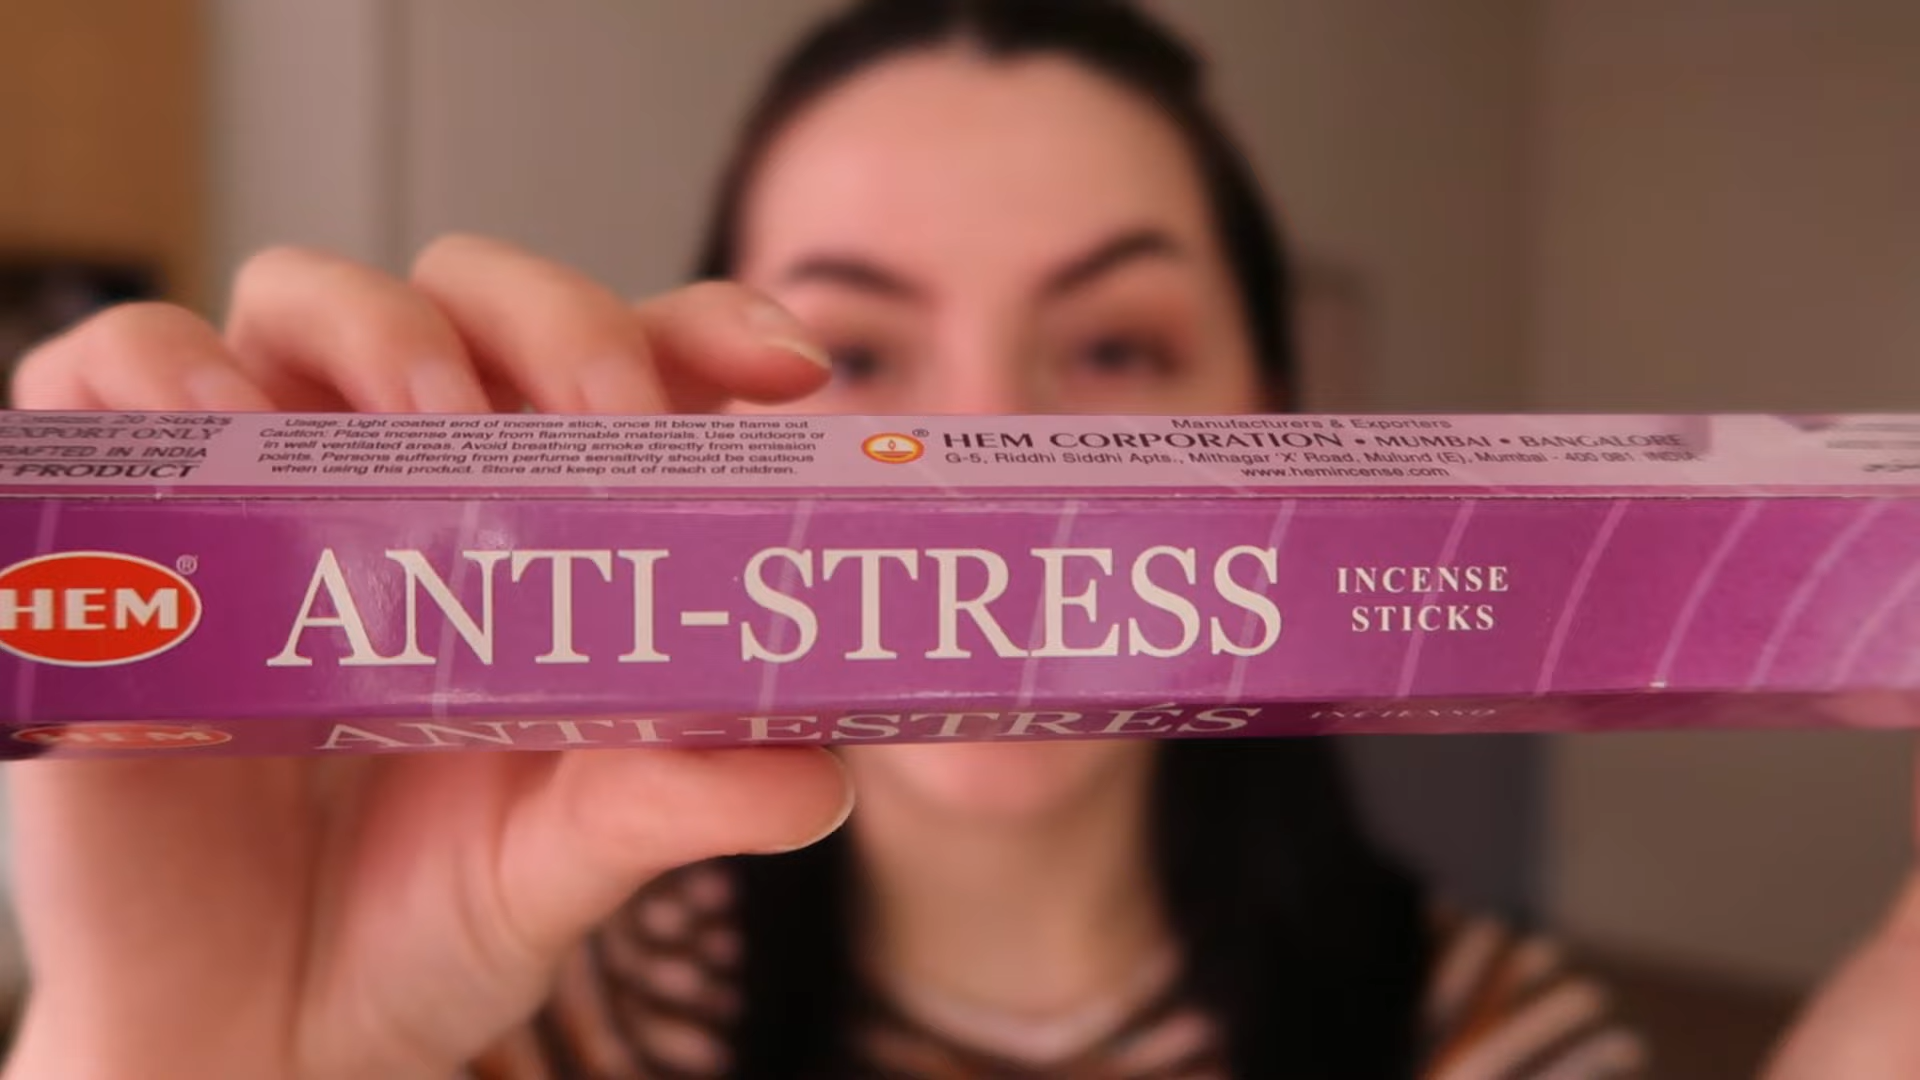 20 Sticks
EXPORT ONLY
RAFTED IN INDIA
PRODUCT
Usage: Light coated end of incense stick, once lit blow the flame out
Caution: Place incense away from flammable materials. Use outdoors or
in well ventilated areas. Avoid breathing smoke directly from emission
points. Persons suffering from perfume sensitivity should be cautious
when using this product. Store and keep out of reach of children.
Manufacturers & Exporters
® HEM CORPORATION • MUMBAI • BANGALORE
G-5, Riddhi Siddhi Apts., Mithagar 'X' Road, Mulund (E), Mumbai - 400 081. INDIA
www.hemincense.com
HEM®
ANTI-STRESS
INCENSE
STICKS
HEM
ANTI-ESTRÉS
INCIENSO